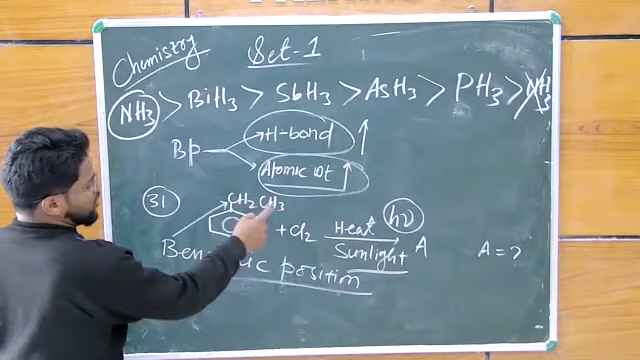 Chemistry Set-1
NH3 > BiH3 > SbH3 > AsH3 > PH3 > NH3
Bp H-bond ↑
Atomic wt ↑
31 CH2 CH3
+ Cl2 Heat hν
Sunlight A A = ?
position